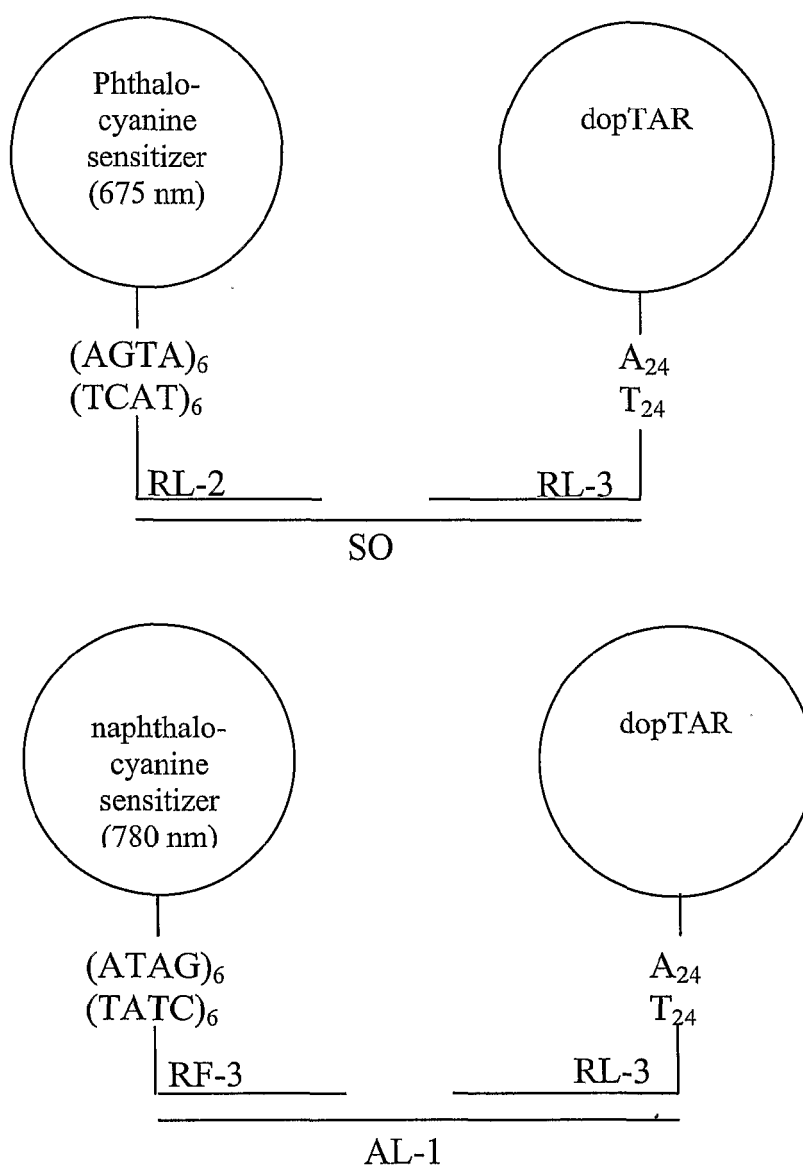 Phthalo-
cyanine
sensitizer
(675 nm)
dopTAR
(AGTA)₆
(TCAT)₆
A₂₄
T₂₄
RL-2
RL-3
SO
naphthalo-
cyanine
sensitizer
(780 nm)
dopTAR
(ATAG)₆
(TATC)₆
A₂₄
T₂₄
RF-3
RL-3
AL-1